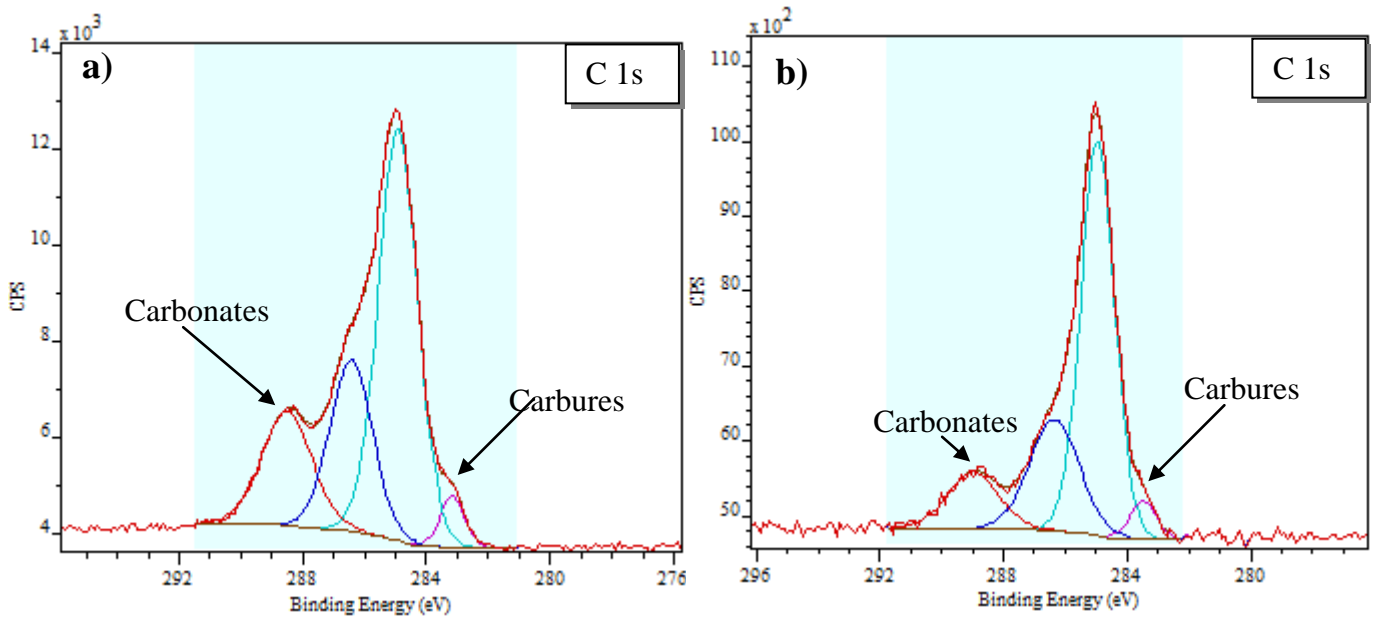 x 10³
a)
C 1s
14
12
10
8
6
4
CPS
Carbonates
Carbures
292
288
284
280
276
Binding Energy (eV)
x 10²
b)
C 1s
110
100
90
80
70
60
50
CPS
Carbonates
Carbures
296
292
288
284
280
Binding Energy (eV)